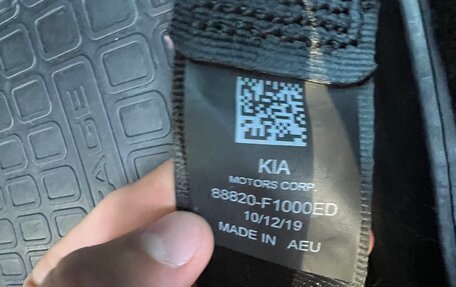 KIA
MOTORS CORP.
88820-F1000ED
10/12/19
MADE IN AEU